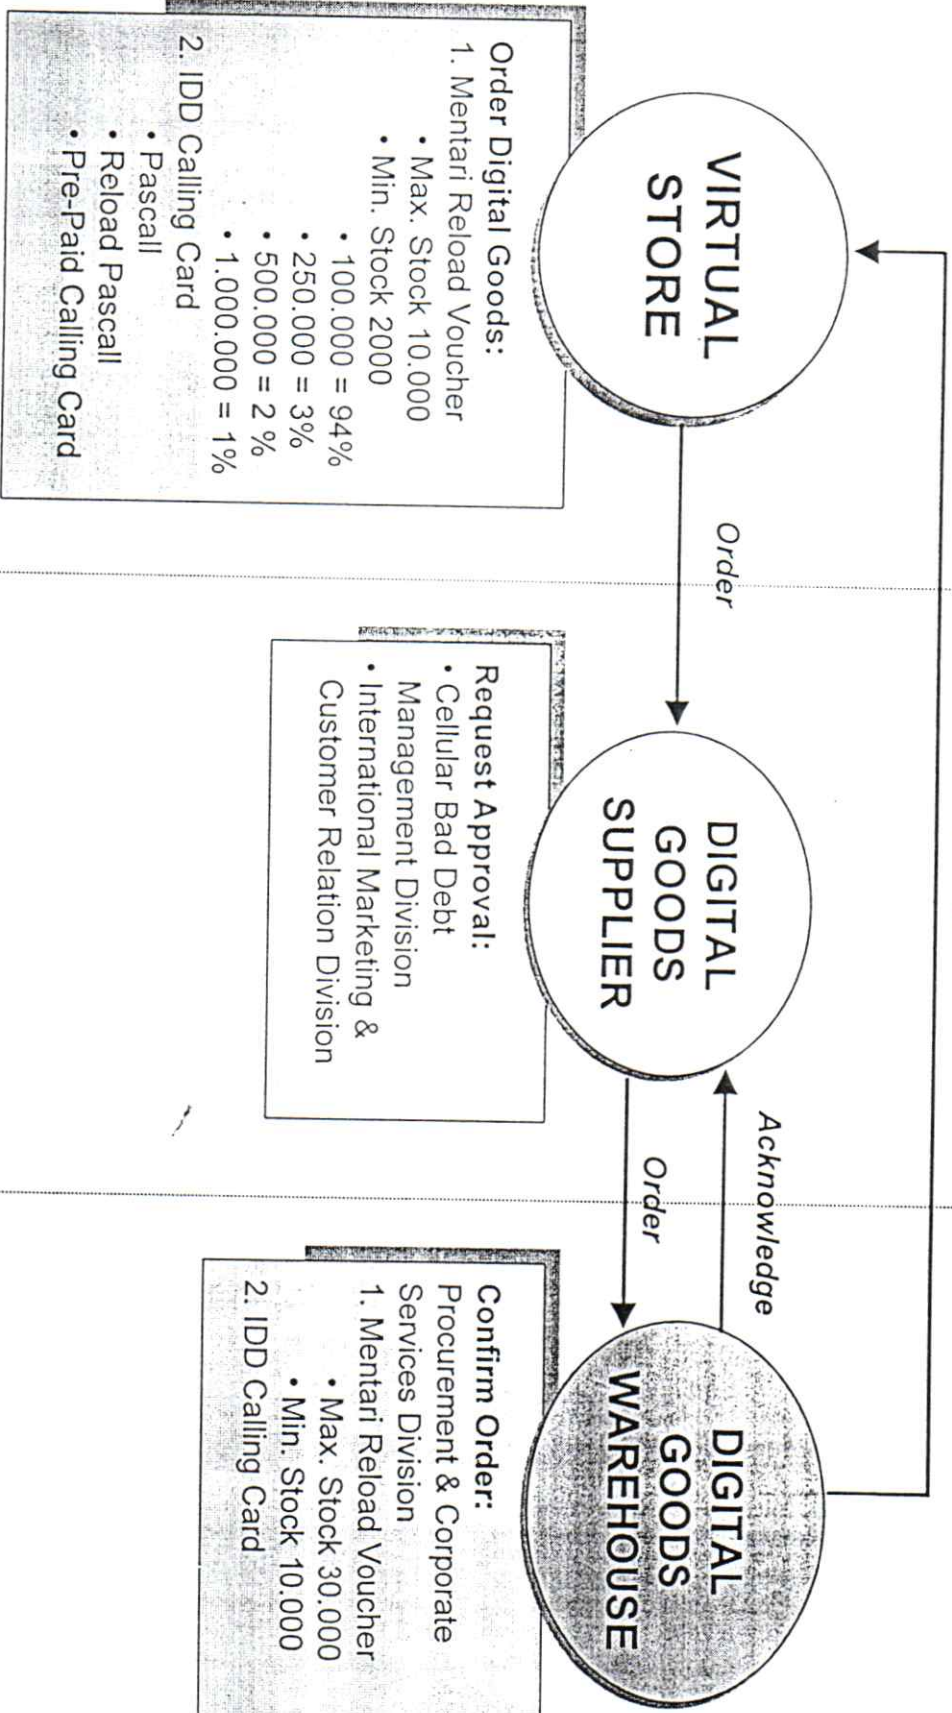 VIRTUAL
STORE
Order
DIGITAL
GOODS
SUPPLIER
Acknowledge
Order
DIGITAL
GOODS
WAREHOUSE
Order Digital Goods:
1. Mentari Reload Voucher
• Max. Stock 10.000
• Min. Stock 2000
• 100.000 = 94%
• 250.000 = 3%
• 500.000 = 2%
• 1.000.000 = 1%
2. IDD Calling Card
• Pascall
• Reload Pascall
• Pre-Paid Calling Card
Request Approval:
• Cellular Bad Debt
Management Division
• International Marketing &
Customer Relation Division
Confirm Order:
Procurement & Corporate
Services Division
1. Mentari Reload Voucher
• Max. Stock 30.000
• Min. Stock 10.000
2. IDD Calling Card